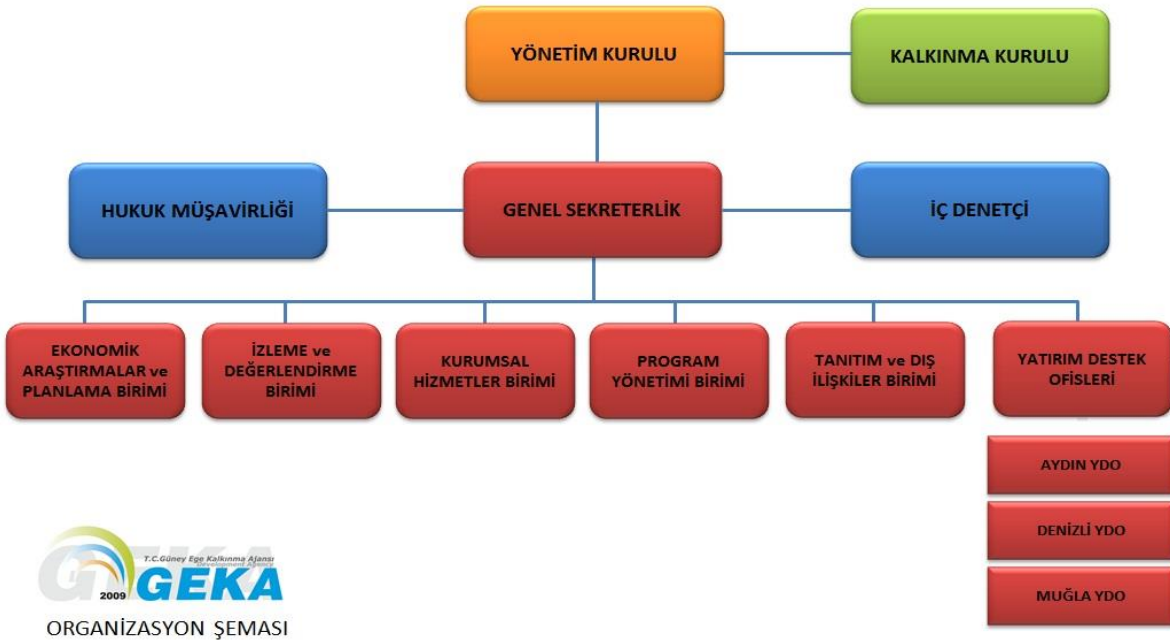 YÖNETİM KURULU
KALKINMA KURULU
HUKUK MÜŞAVİRLİĞİ
GENEL SEKRETERLİK
İÇ DENETÇİ
EKONOMİK
ARAŞTIRMALAR ve
PLANLAMA BİRİMİ
İZLEME ve
DEĞERLENDİRME
BİRİMİ
KURUMSAL
HİZMETLER BİRİMİ
PROGRAM
YÖNETİMİ BİRİMİ
TANITIM ve DIŞ
İLİŞKİLER BİRİMİ
YATIRIM DESTEK
OFİSLERİ
AYDIN YDO
DENİZLİ YDO
MUĞLA YDO
GEKA
T.C.Güney Ege Kalkınma Ajansı
Development Agency
2009 GEKA
ORGANİZASYON ŞEMASI